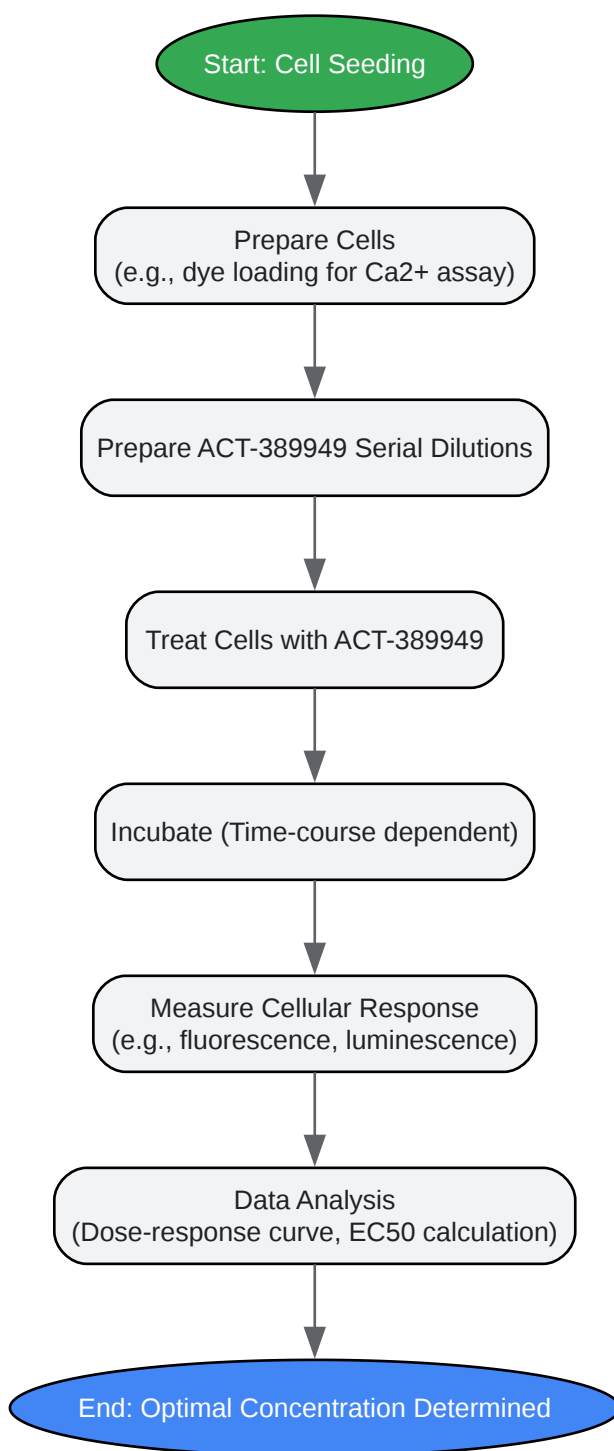 Start: Cell Seeding
Prepare Cells
(e.g., dye loading for Ca2+ assay)
Prepare ACT-389949 Serial Dilutions
Treat Cells with ACT-389949
Incubate (Time-course dependent)
Measure Cellular Response
(e.g., fluorescence, luminescence)
Data Analysis
(Dose-response curve, EC50 calculation)
End: Optimal Concentration Determined